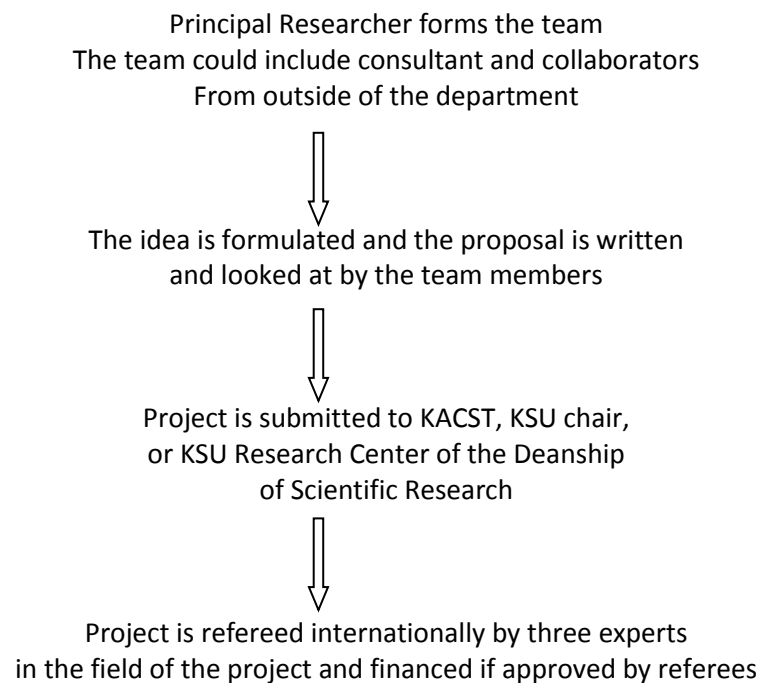 Principal Researcher forms the team
The team could include consultant and collaborators
From outside of the department
The idea is formulated and the proposal is written
and looked at by the team members
Project is submitted to KACST, KSU chair,
or KSU Research Center of the Deanship
of Scientific Research
Project is refereed internationally by three experts
in the field of the project and financed if approved by referees